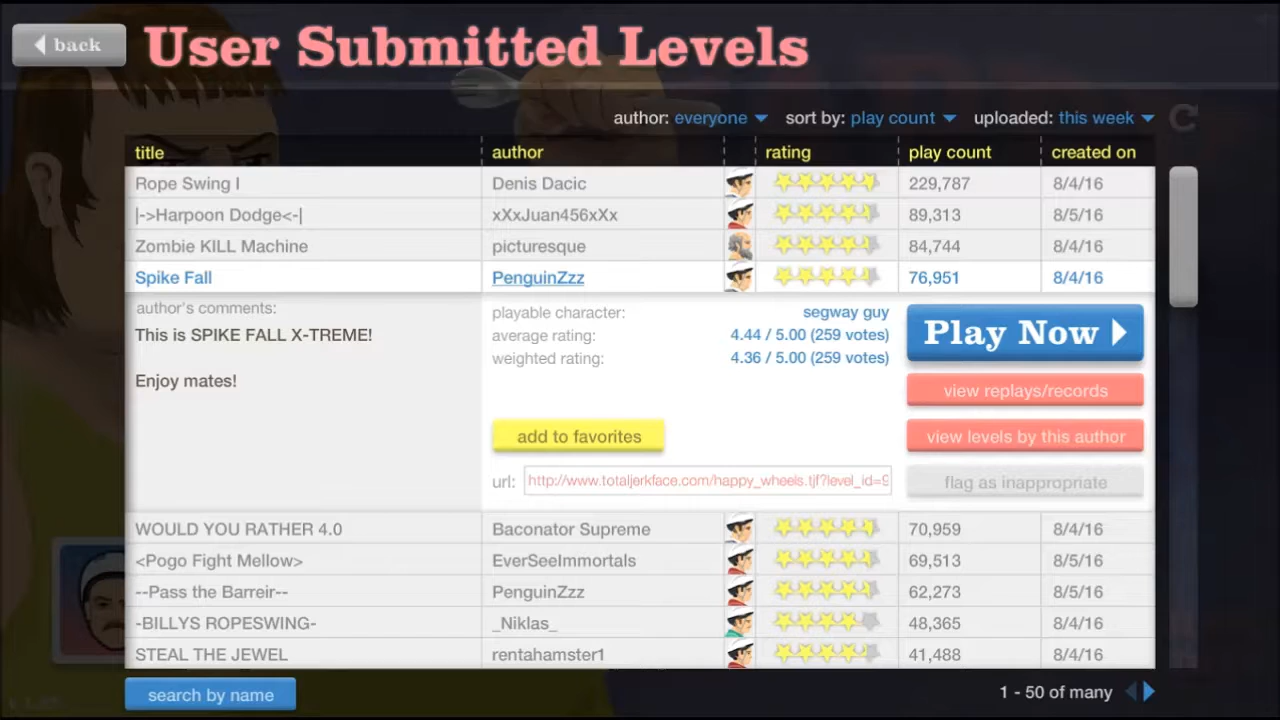 back
User Submitted Levels
author: everyone sort by: play count uploaded: this week
title author rating play count created on
Rope Swing I Denis Dacic 229,787 8/4/16
|->Harpoon Dodge<-| xXxJuan456xXx 89,313 8/5/16
Zombie KILL Machine picturesque 84,744 8/4/16
Spike Fall PenguinZzz 76,951 8/4/16
author's comments:
This is SPIKE FALL X-TREME!
Enjoy mates!
playable character: segway guy
average rating: 4.44 / 5.00 (259 votes)
weighted rating: 4.36 / 5.00 (259 votes)
add to favorites
url: http://www.totaljerkface.com/happy_wheels.tjf?level_id=9
Play Now
view replays/records
view levels by this author
flag as inappropriate
WOULD YOU RATHER 4.0 Baconator Supreme 70,959 8/4/16
<Pogo Fight Mellow> EverSeeImmortals 69,513 8/5/16
--Pass the Barreir-- PenguinZzz 62,273 8/5/16
-BILLYS ROPESWING- _Niklas_ 48,365 8/4/16
STEAL THE JEWEL rentahamster1 41,488 8/4/16
search by name
1 - 50 of many